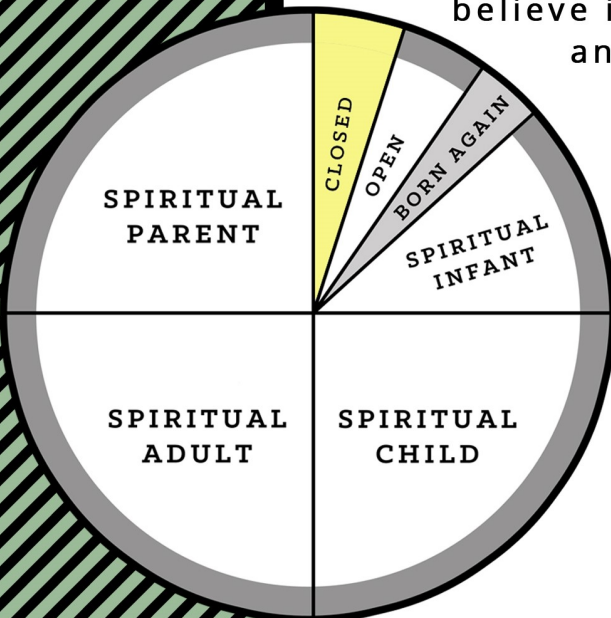 believe i
an
CLOSED
OPEN
BORN AGAIN
SPIRITUAL
INFANT
SPIRITUAL
CHILD
SPIRITUAL
ADULT
SPIRITUAL
PARENT